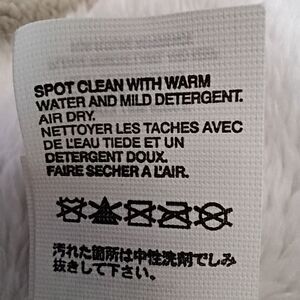 SPOT CLEAN WITH WARM
WATER AND MILD DETERGENT.
AIR DRY.
NETTOYER LES TACHES AVEC
DE L'EAU TIEDE ET UN
DETERGENT DOUX.
FAIRE SECHER A L'AIR.
汚れた箇所は中性洗剤でしみ
抜きして下さい。